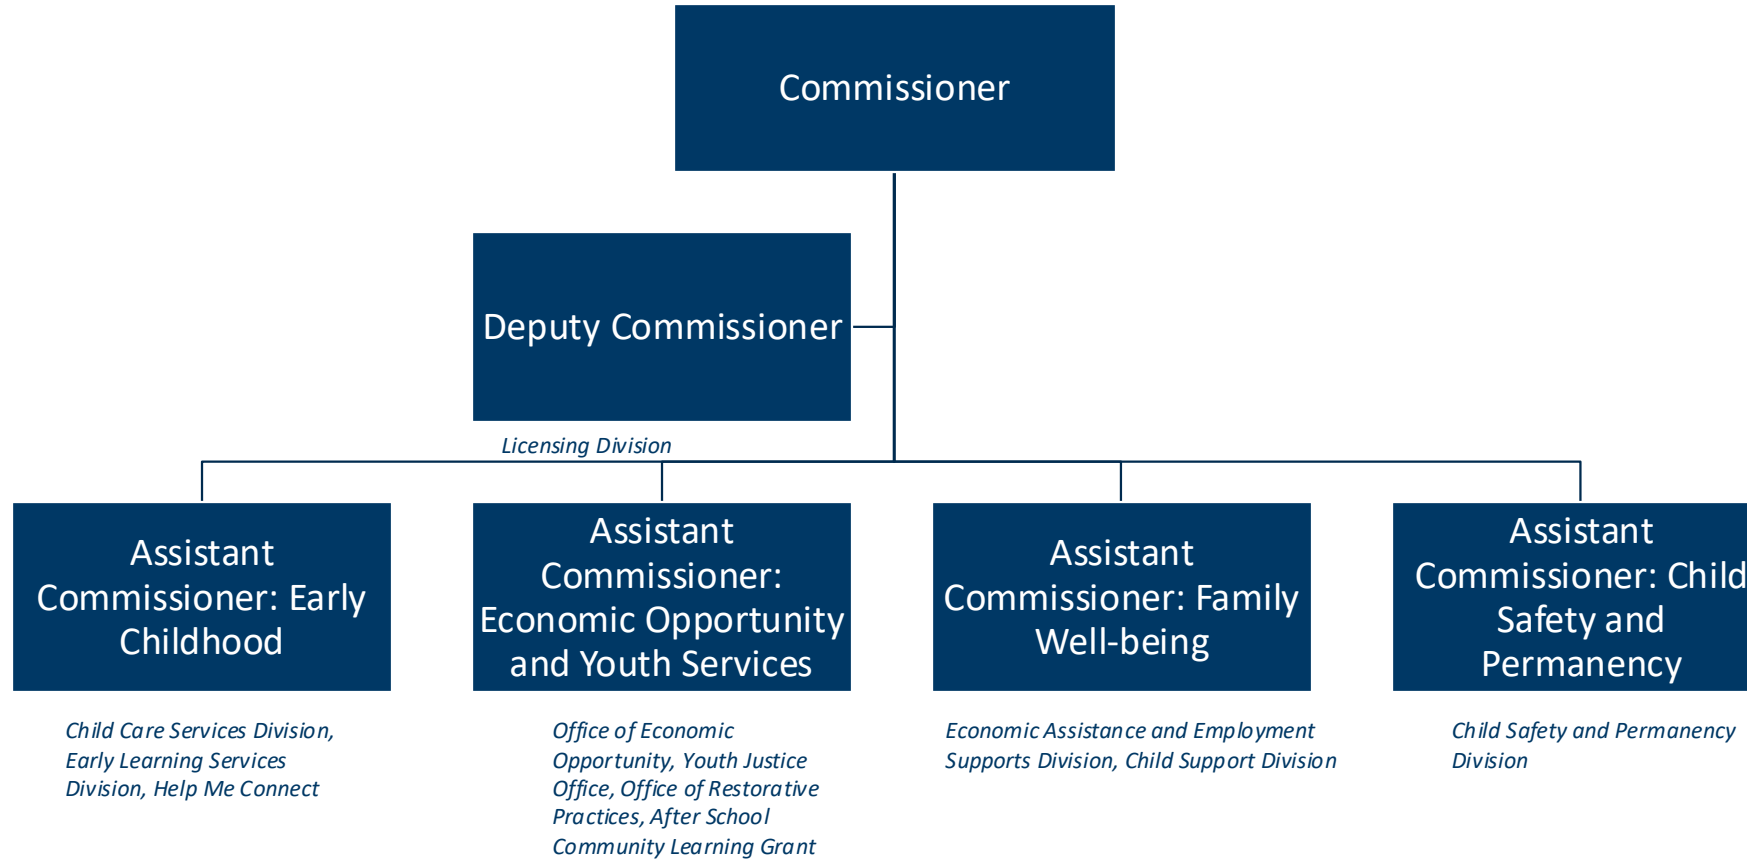 Commissioner
Deputy Commissioner
Licensing Division
Assistant
Commissioner: Early
Childhood
Assistant
Commissioner:
Economic Opportunity
and Youth Services
Assistant
Commissioner: Family
Well-being
Assistant
Commissioner: Child
Safety and
Permanency
Child Care Services Division,
Early Learning Services
Division, Help Me Connect
Office of Economic
Opportunity, Youth Justice
Office, Office of Restorative
Practices, After School
Community Learning Grant
Economic Assistance and Employment
Supports Division, Child Support Division
Child Safety and Permanency
Division